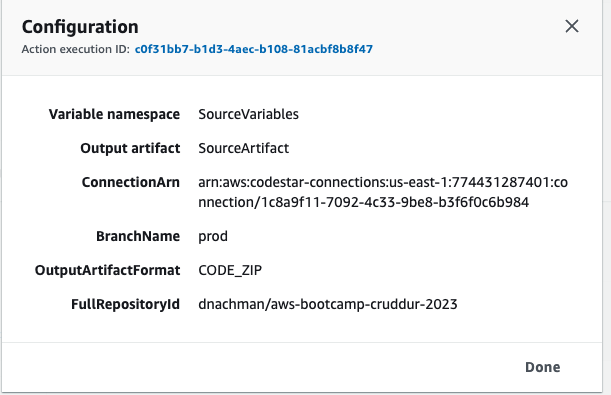 Configuration
Action execution ID: c0f31bb7-b1d3-4aec-b108-81acbf8b8f47
Variable namespace SourceVariables
Output artifact SourceArtifact
ConnectionArn arn:aws:codestar-connections:us-east-1:774431287401:co
nnection/1c8a9f11-7092-4c33-9be8-b3f6f0c6b984
BranchName prod
OutputArtifactFormat CODE_ZIP
FullRepositoryId dnachman/aws-bootcamp-cruddur-2023
Done